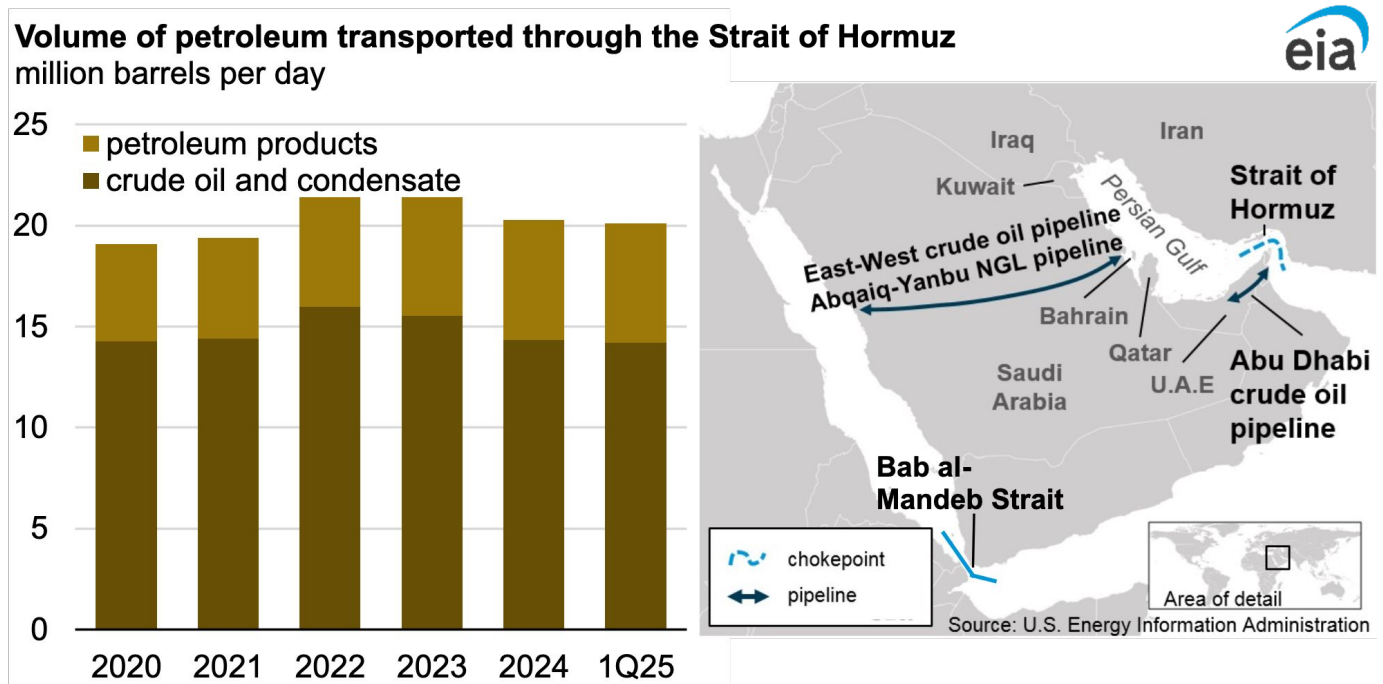 Volume of petroleum transported through the Strait of Hormuz
million barrels per day
eia
25
20
15
10
5
0
petroleum products
crude oil and condensate
2020 2021 2022 2023 2024 1Q25
Iraq
Iran
Kuwait
Persian Gulf
Strait of
Hormuz
East-West crude oil pipeline
Abqaiq-Yanbu NGL pipeline
Bahrain
Qatar
U.A.E
Saudi
Arabia
Abu Dhabi
crude oil
pipeline
Bab al-
Mandeb Strait
chokepoint
pipeline
Area of detail
Source: U.S. Energy Information Administration